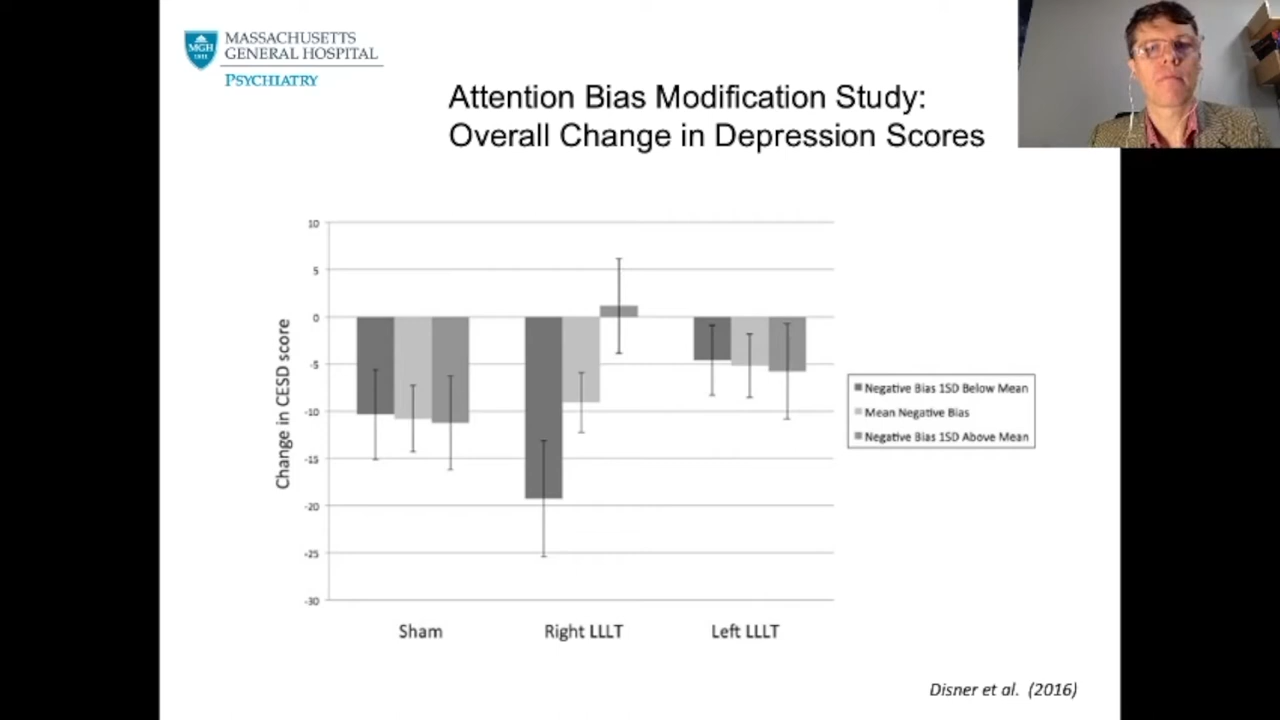 MASSACHUSETTS
GENERAL HOSPITAL
PSYCHIATRY
MGH
1811
Attention Bias Modification Study:
Overall Change in Depression Scores
Change in CESD score
10
5
0
-5
-10
-15
-20
-25
-30
Sham
Right LLLT
Left LLLT
Negative Bias 1SD Below Mean
Mean Negative Bias
Negative Bias 1SD Above Mean
Disner et al. (2016)